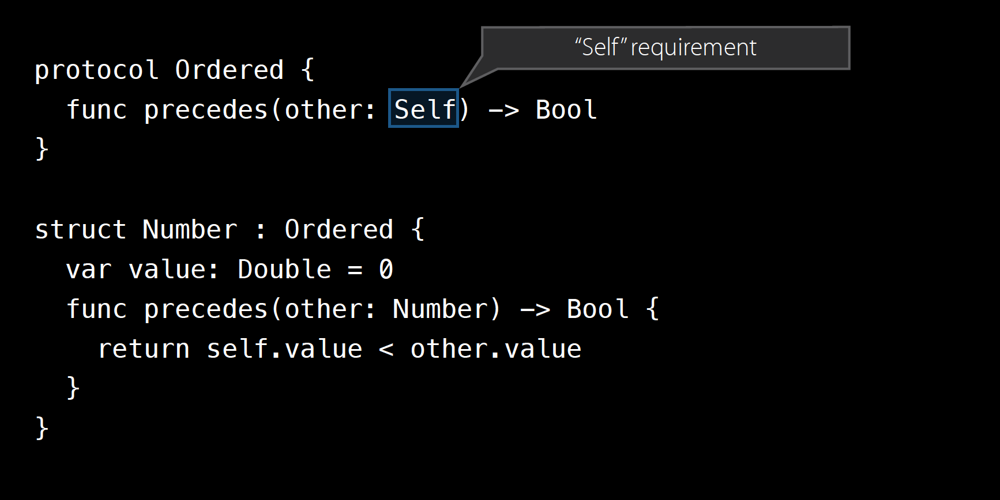 “Self” requirement
protocol Ordered {
  func precedes(other: Self) -> Bool
}
struct Number : Ordered {
  var value: Double = 0
  func precedes(other: Number) -> Bool {
    return self.value < other.value
  }
}